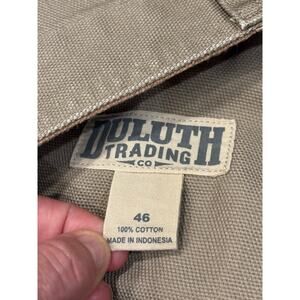 DULUTH
TRADING
CO
46
100% COTTON
MADE IN INDONESIA